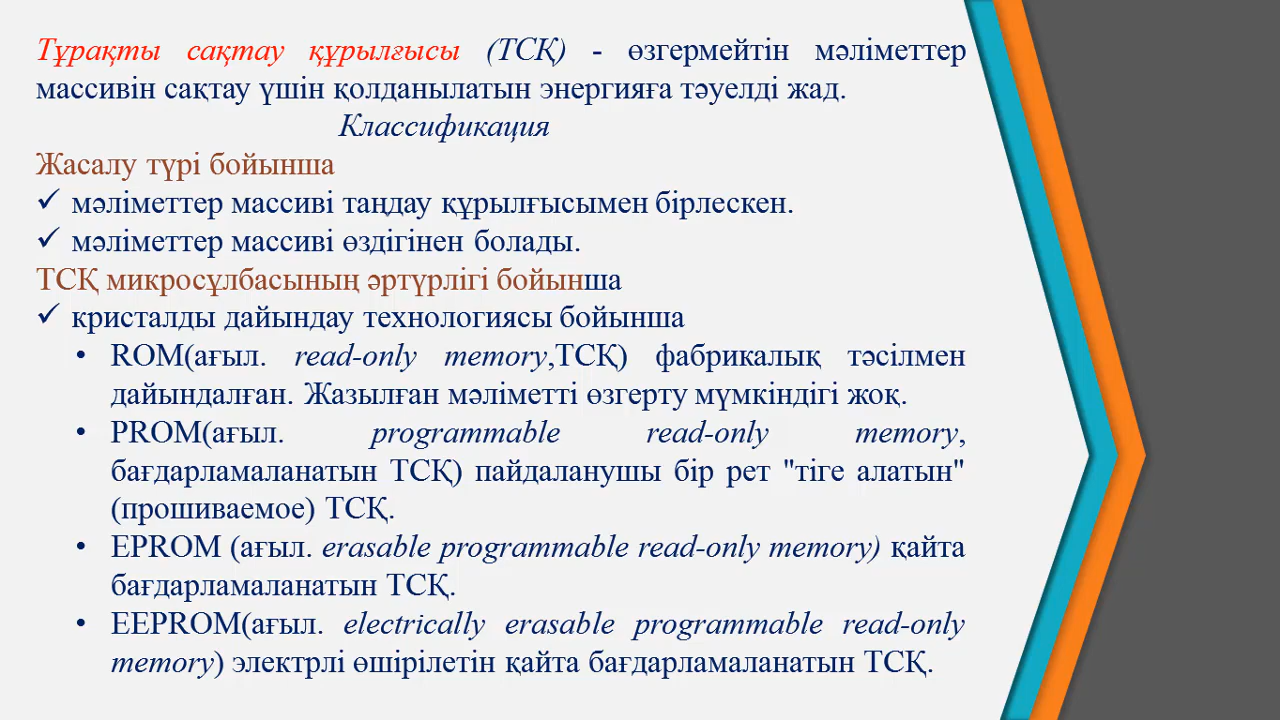 Тұрақты сақтау құрылғысы (ТСҚ) - өзгермейтін мәліметтер
массивін сақтау үшін қолданылатын энергияға тәуелді жад.
Классификация
Жасалу түрі бойынша
✓ мәліметтер массиві таңдау құрылғысымен бірлескен.
✓ мәліметтер массиві өздігінен болады.
ТСҚ микросұлбасының әртүрлігі бойынша
✓ кристалды дайындау технологиясы бойынша
• ROM(ағыл. read-only memory,ТСҚ) фабрикалық тәсілмен
дайындалған. Жазылған мәліметті өзгерту мүмкіндігі жоқ.
• PROM(ағыл. programmable read-only memory,
бағдарламаланатын ТСҚ) пайдаланушы бір рет "тіге алатын"
(прошиваемое) ТСҚ.
• EPROM (ағыл. erasable programmable read-only memory) қайта
бағдарламаланатын ТСҚ.
• EEPROM(ағыл. electrically erasable programmable read-only
memory) электрлі өшірілетін қайта бағдарламаланатын ТСҚ.